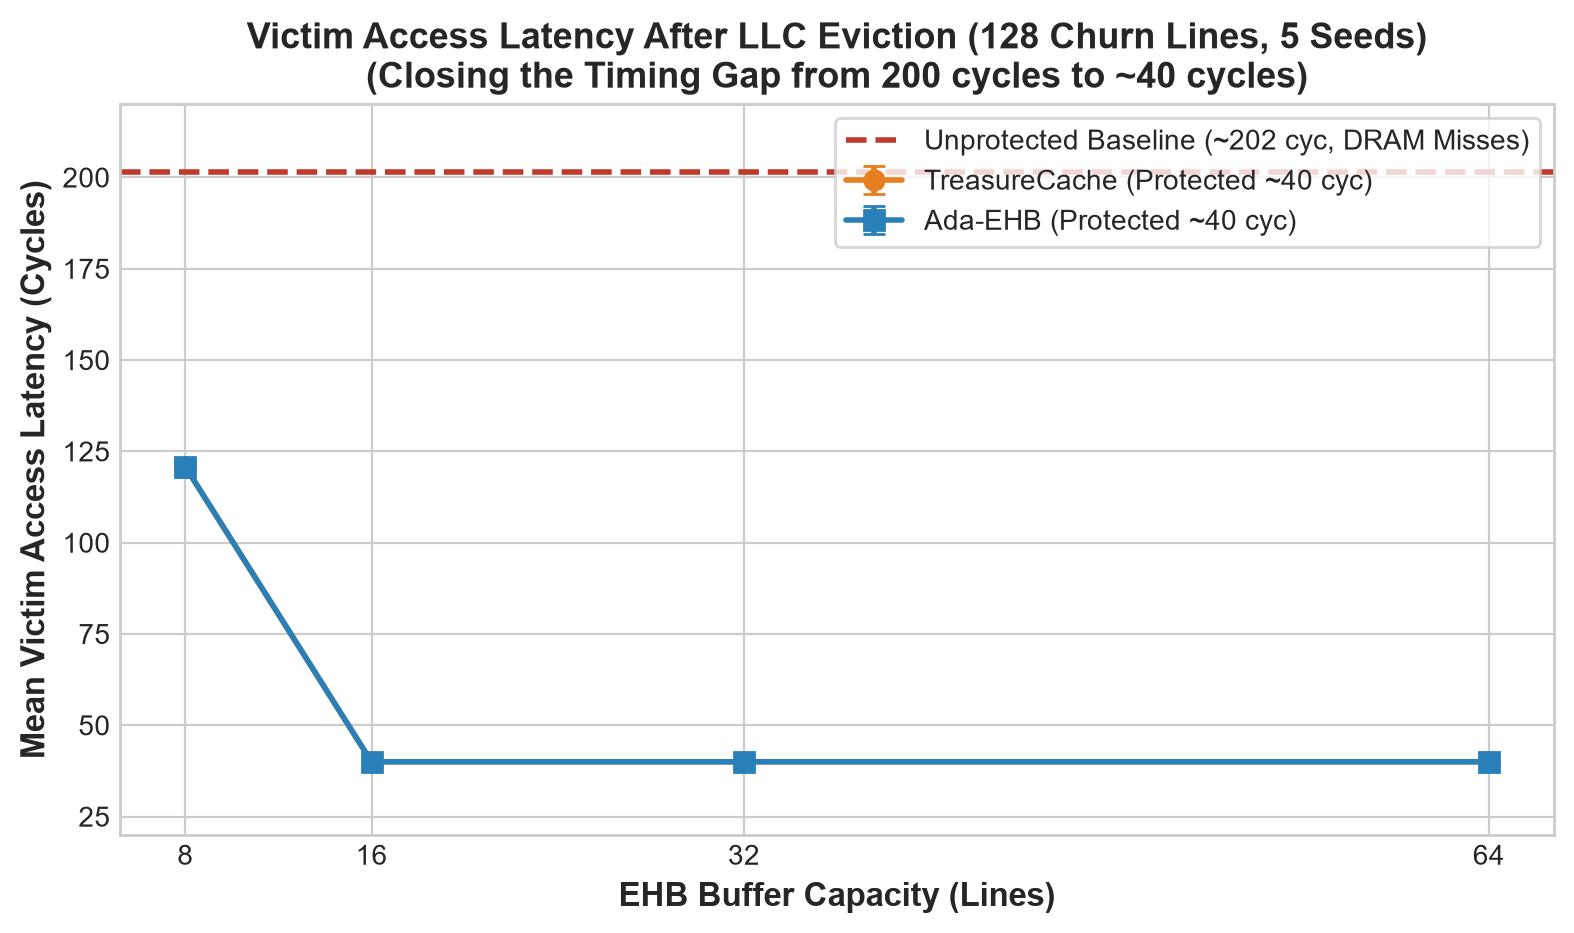 Victim Access Latency After LLC Eviction (128 Churn Lines, 5 Seeds)
(Closing the Timing Gap from 200 cycles to ~40 cycles)
Unprotected Baseline (~202 cyc, DRAM Misses)
TreasureCache (Protected ~40 cyc)
Ada-EHB (Protected ~40 cyc)
Mean Victim Access Latency (Cycles)
200
175
150
125
100
75
50
25
8 16 32 64
EHB Buffer Capacity (Lines)